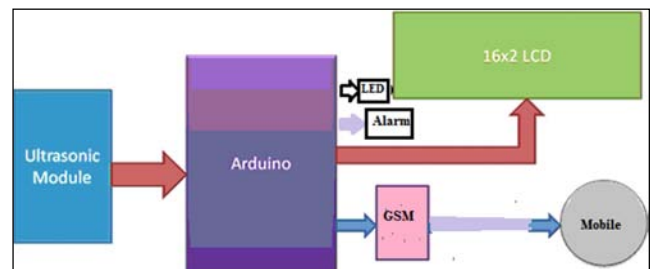 16x2 LCD
LED
Alarm
Ultrasonic
Module
Arduino
GSM
Mobile